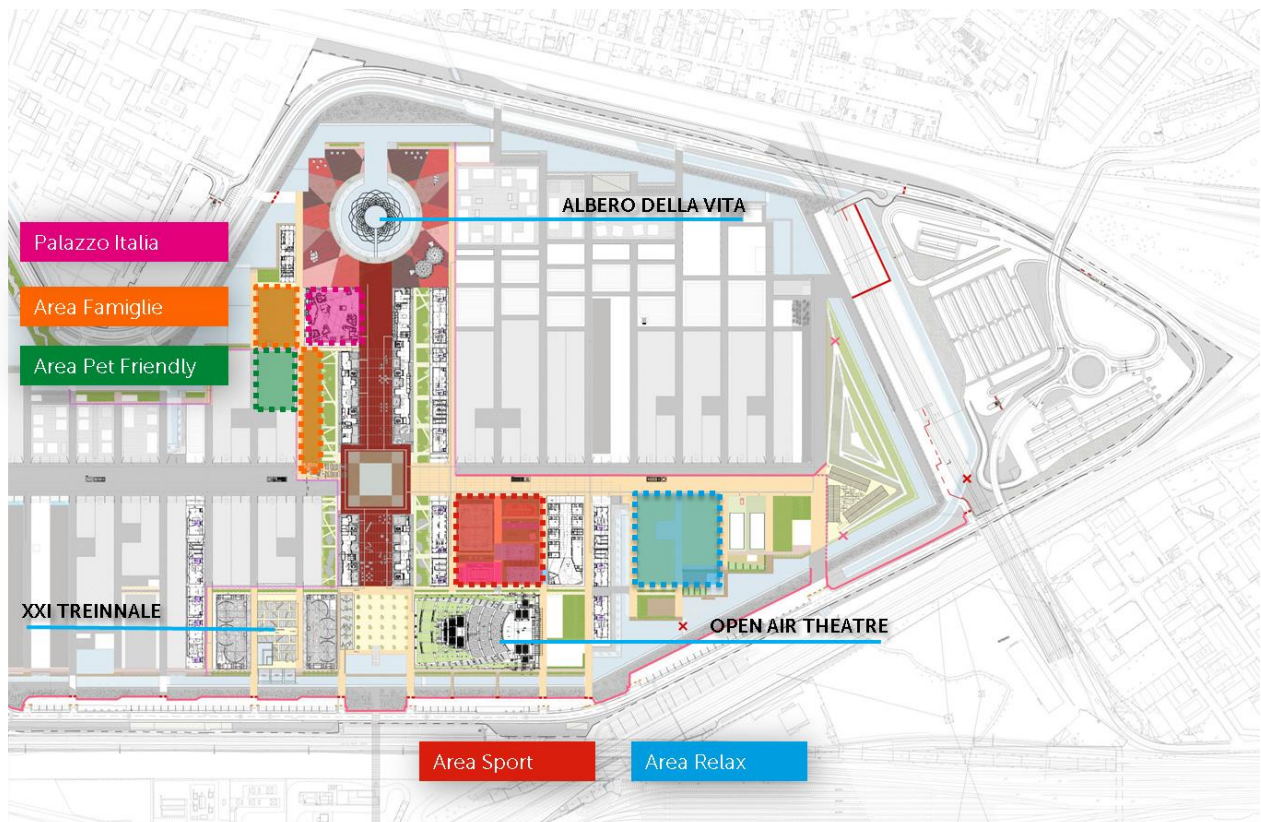 ALBERO DELLA VITA
Palazzo Italia
Area Famiglie
Area Pet Friendly
XXI TREINNALE
OPEN AIR THEATRE
Area Sport
Area Relax